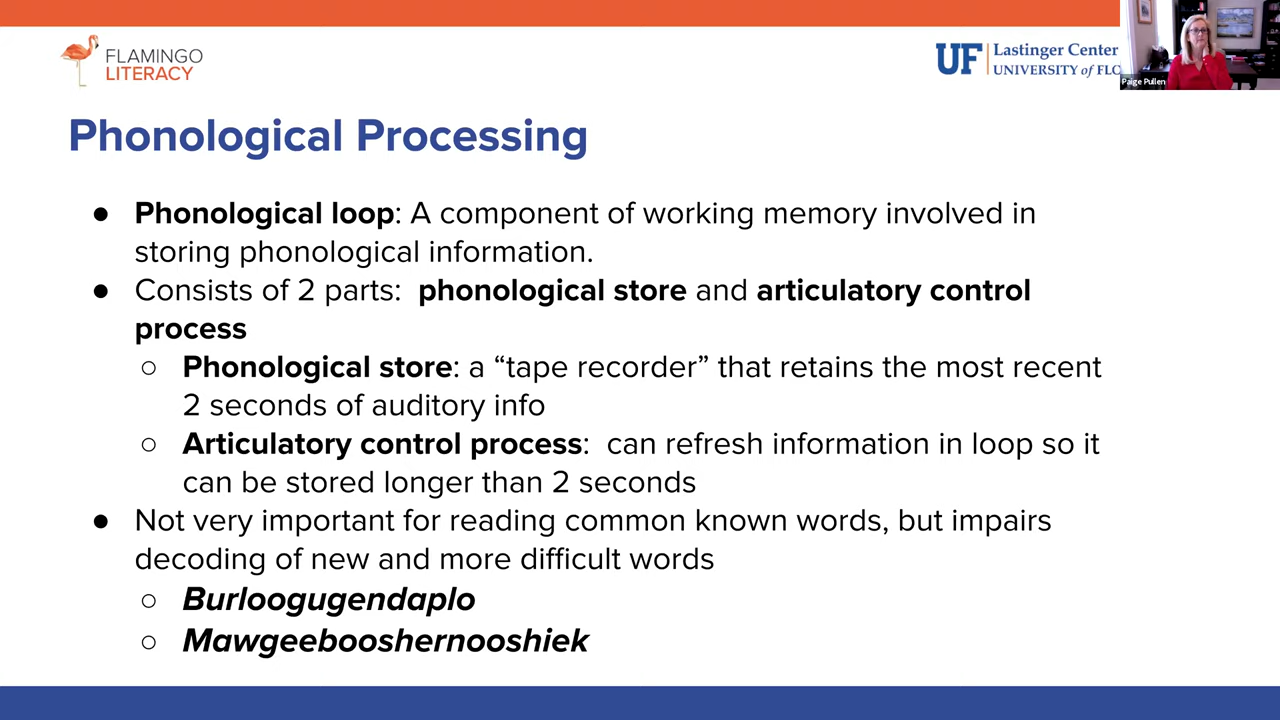 FLAMINGO
LITERACY
UF Lastinger Center
UNIVERSITY of FLO
Paige Pullen
Phonological Processing
● Phonological loop: A component of working memory involved in
storing phonological information.
● Consists of 2 parts: phonological store and articulatory control
process
○ Phonological store: a “tape recorder” that retains the most recent
2 seconds of auditory info
○ Articulatory control process: can refresh information in loop so it
can be stored longer than 2 seconds
● Not very important for reading common known words, but impairs
decoding of new and more difficult words
○ Burloogugendaplo
○ Mawgeebooshernooshiek